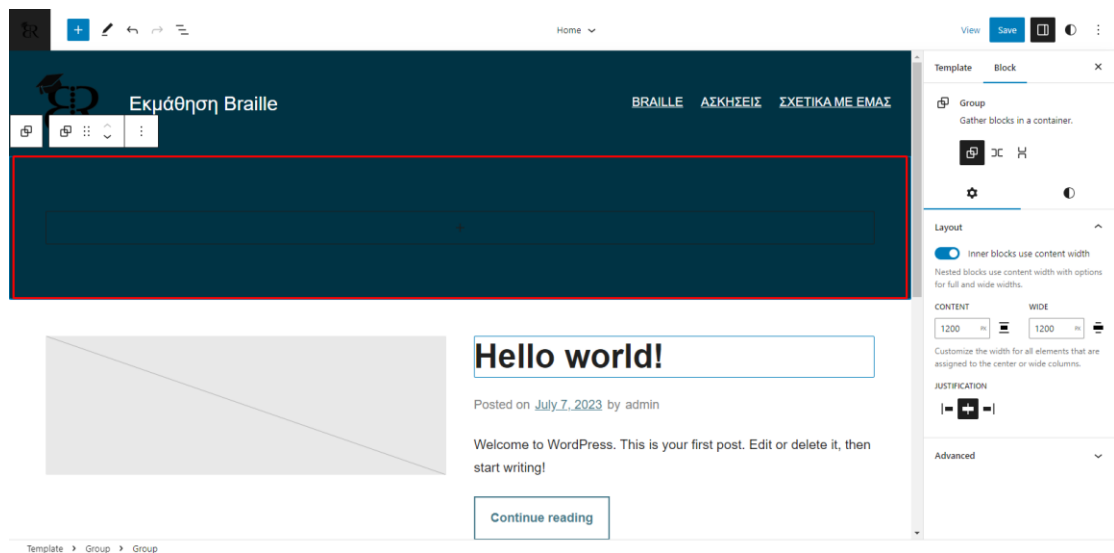 Home
View
Save
Template Block
Εκμάθηση Braille
BRAILLE ΑΣΚΗΣΕΙΣ ΣΧΕΤΙΚΑ ΜΕ ΕΜΑΣ
Group
Gather blocks in a container.
Layout
Inner blocks use content width
Nested blocks use content width with options
for full and wide widths.
CONTENT WIDE
1200 PX 1200 PX
Customize the width for all elements that are
assigned to the center or wide columns.
JUSTIFICATION
Advanced
Hello world!
Posted on July 7, 2023 by admin
Welcome to WordPress. This is your first post. Edit or delete it, then
start writing!
Continue reading
Template > Group > Group